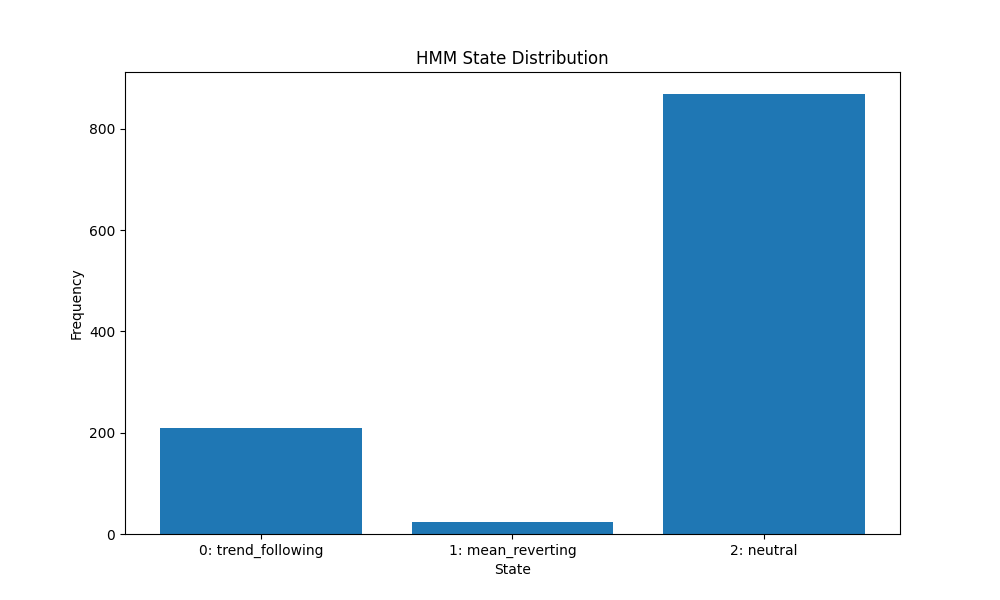 HMM State Distribution
800
600
400
200
0
Frequency
0: trend_following
1: mean_reverting
2: neutral
State